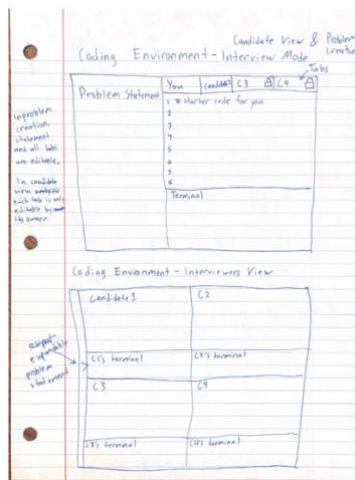 Candidate View & Problem
Creation
Coding Environment - Interview Mode
Tabs
Problem Statement
You
C3
C4
1 # Starter code for you
2
3
4
5
6
7
8
Terminal
In problem
creation,
statement
and all tabs
are editable.
In candidate
view
each tab is only
editable by
its owner
Coding Environment - Interviewers View
Candidate 1
C2
C1's terminal
C2's terminal
expandable
problem
statement
C3
C4
C3's terminal
C4's terminal